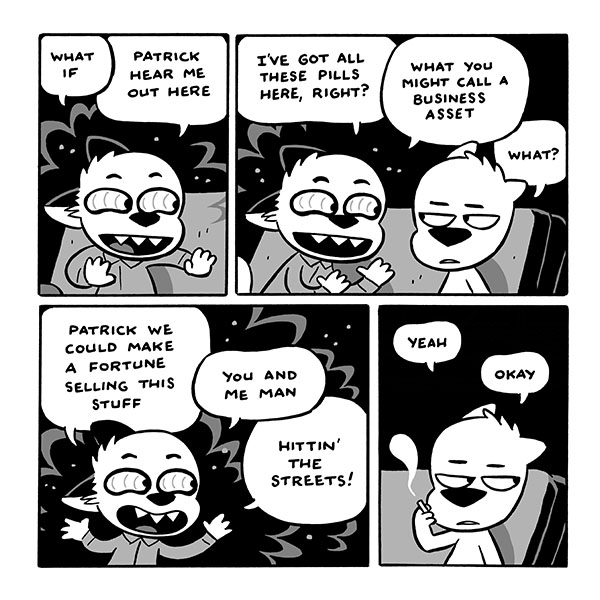 WHAT
IF
PATRICK
HEAR ME
OUT HERE
I'VE GOT ALL
THESE PILLS
HERE, RIGHT?
WHAT YOU
MIGHT CALL A
BUSINESS
ASSET
WHAT?
PATRICK WE
COULD MAKE
A FORTUNE
SELLING THIS
STUFF
YOU AND
ME MAN
HITTIN'
THE
STREETS!
YEAH
OKAY